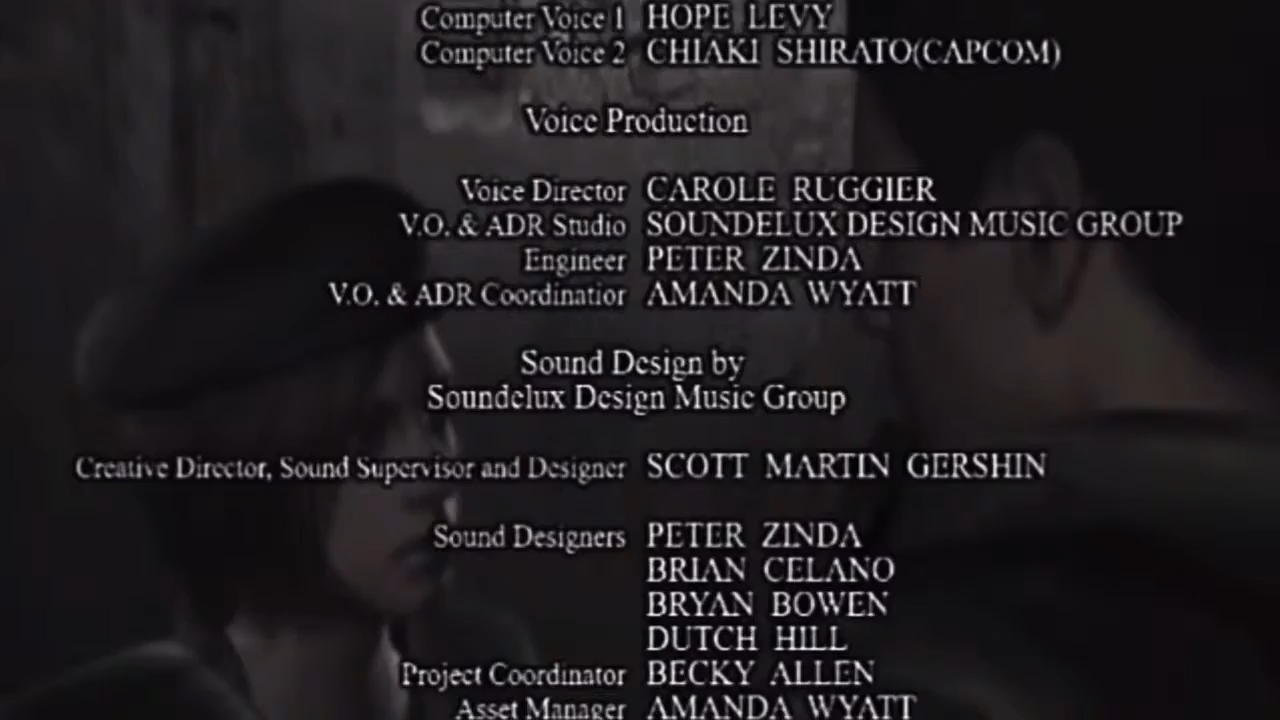 Computer Voice 1 HOPE LEVY
Computer Voice 2 CHIAKI SHIRATO(CAPCOM)
Voice Production
Voice Director CAROLE RUGGIER
V.O. & ADR Studio SOUNDELUX DESIGN MUSIC GROUP
Engineer PETER ZINDA
V.O. & ADR Coordinatior AMANDA WYATT
Sound Design by
Soundelux Design Music Group
Creative Director, Sound Supervisor and Designer SCOTT MARTIN GERSHIN
Sound Designers PETER ZINDA
BRIAN CELANO
BRYAN BOWEN
DUTCH HILL
Project Coordinator BECKY ALLEN
Asset Manager AMANDA WYATT